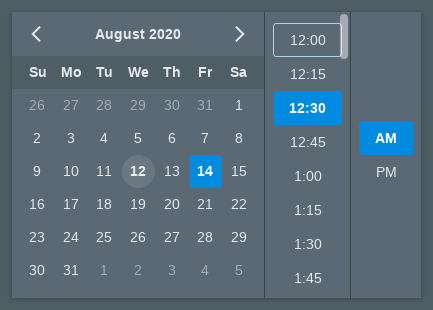 August 2020
Su Mo Tu We Th Fr Sa
26 27 28 29 30 31 1
2 3 4 5 6 7 8
9 10 11 12 13 14 15
16 17 18 19 20 21 22
23 24 25 26 27 28 29
30 31 1 2 3 4 5
12:00
12:15
12:30
12:45
1:00
1:15
1:30
1:45
AM
PM